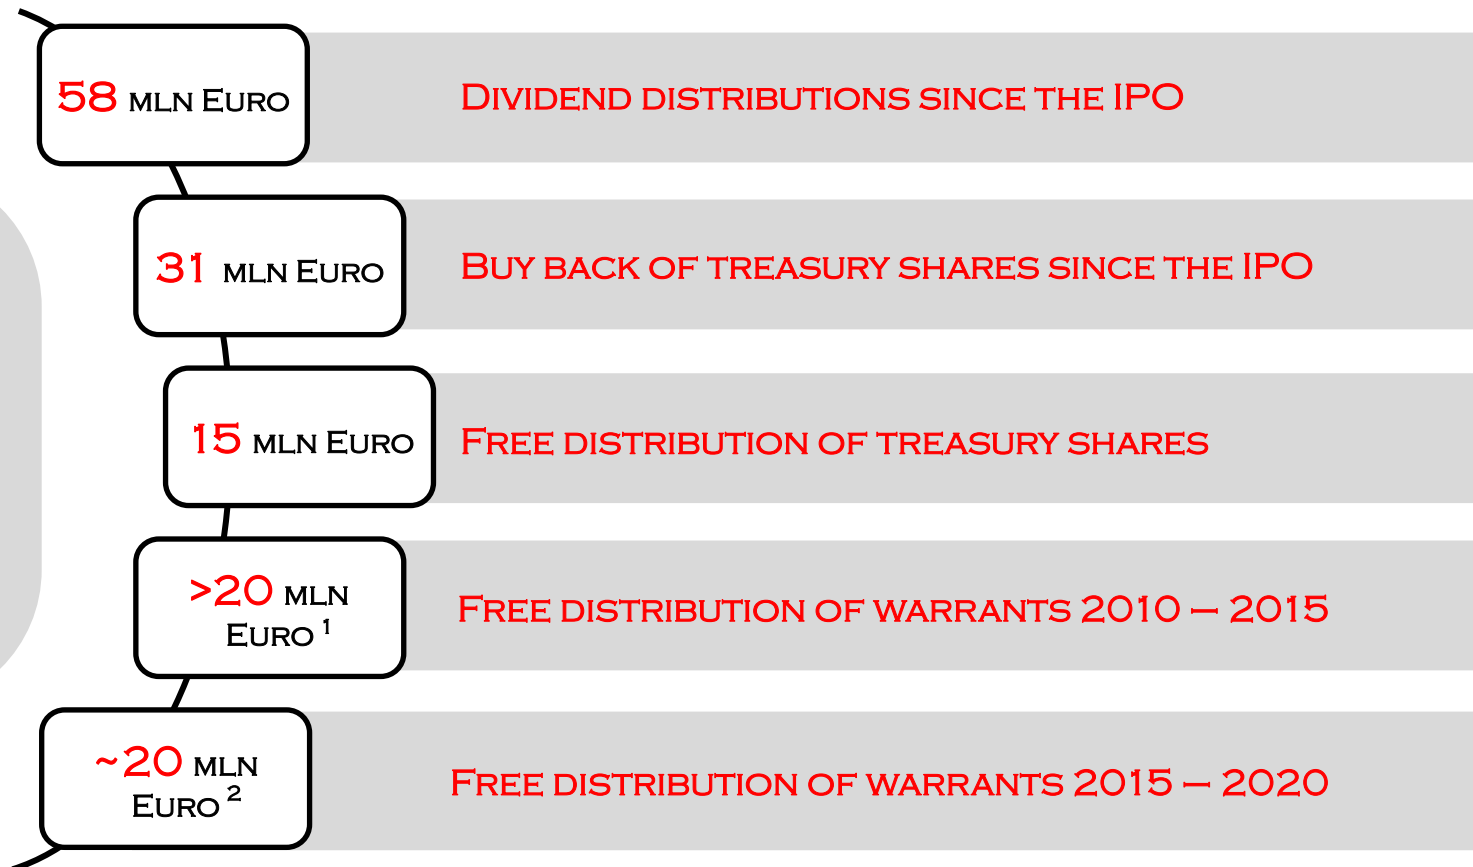 58 MLN EURO
DIVIDEND DISTRIBUTIONS SINCE THE IPO
31 MLN EURO
BUY BACK OF TREASURY SHARES SINCE THE IPO
15 MLN EURO
FREE DISTRIBUTION OF TREASURY SHARES
>20 MLN
EURO 1
FREE DISTRIBUTION OF WARRANTS 2010 – 2015
~20 MLN
EURO 2
FREE DISTRIBUTION OF WARRANTS 2015 – 2020